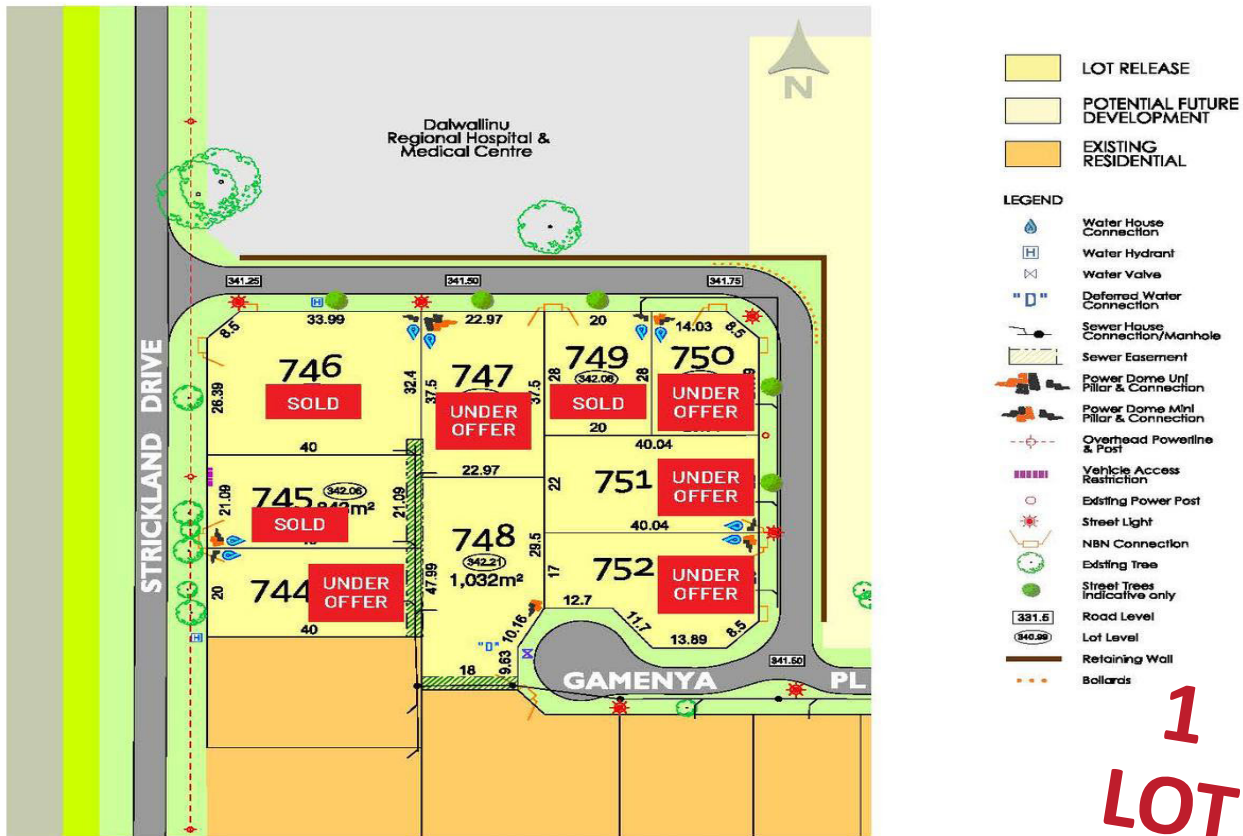 Dalwallinu
Regional Hospital &
Medical Centre
N
341.25
341.50
341.75
H
33.99
22.97
20
14.03
8.5
8.5
STRICKLAND DRIVE
26.39
746
SOLD
32.4
37.5
747
UNDER
OFFER
37.5
28
749
342.06
SOLD
28
750
UNDER
OFFER
40
22.97
20
40.04
21.09
745
342.06
SOLD
21.09
22
751
UNDER
OFFER
40.04
20
744
UNDER
OFFER
40
47.99
748
342.21
1,032m²
29.5
17
752
UNDER
OFFER
12.7
11.7
13.89
8.5
10.16
9.63
"D"
18
H
GAMENYA PL
341.50
LOT RELEASE
POTENTIAL FUTURE
DEVELOPMENT
EXISTING
RESIDENTIAL
LEGEND
Water House
Connection
H
Water Hydrant
Water Valve
"D"
Deferred Water
Connection
Sewer House
Connection/Manhole
Sewer Easement
Power Dome Uni
Pillar & Connection
Power Dome Mini
Pillar & Connection
Overhead Powerline
& Post
Vehicle Access
Restriction
Existing Power Post
Street Light
NBN Connection
Existing Tree
Street Trees
Indicative only
331.5
Road Level
340.99
Lot Level
Retaining Wall
Bollards
1
LOT